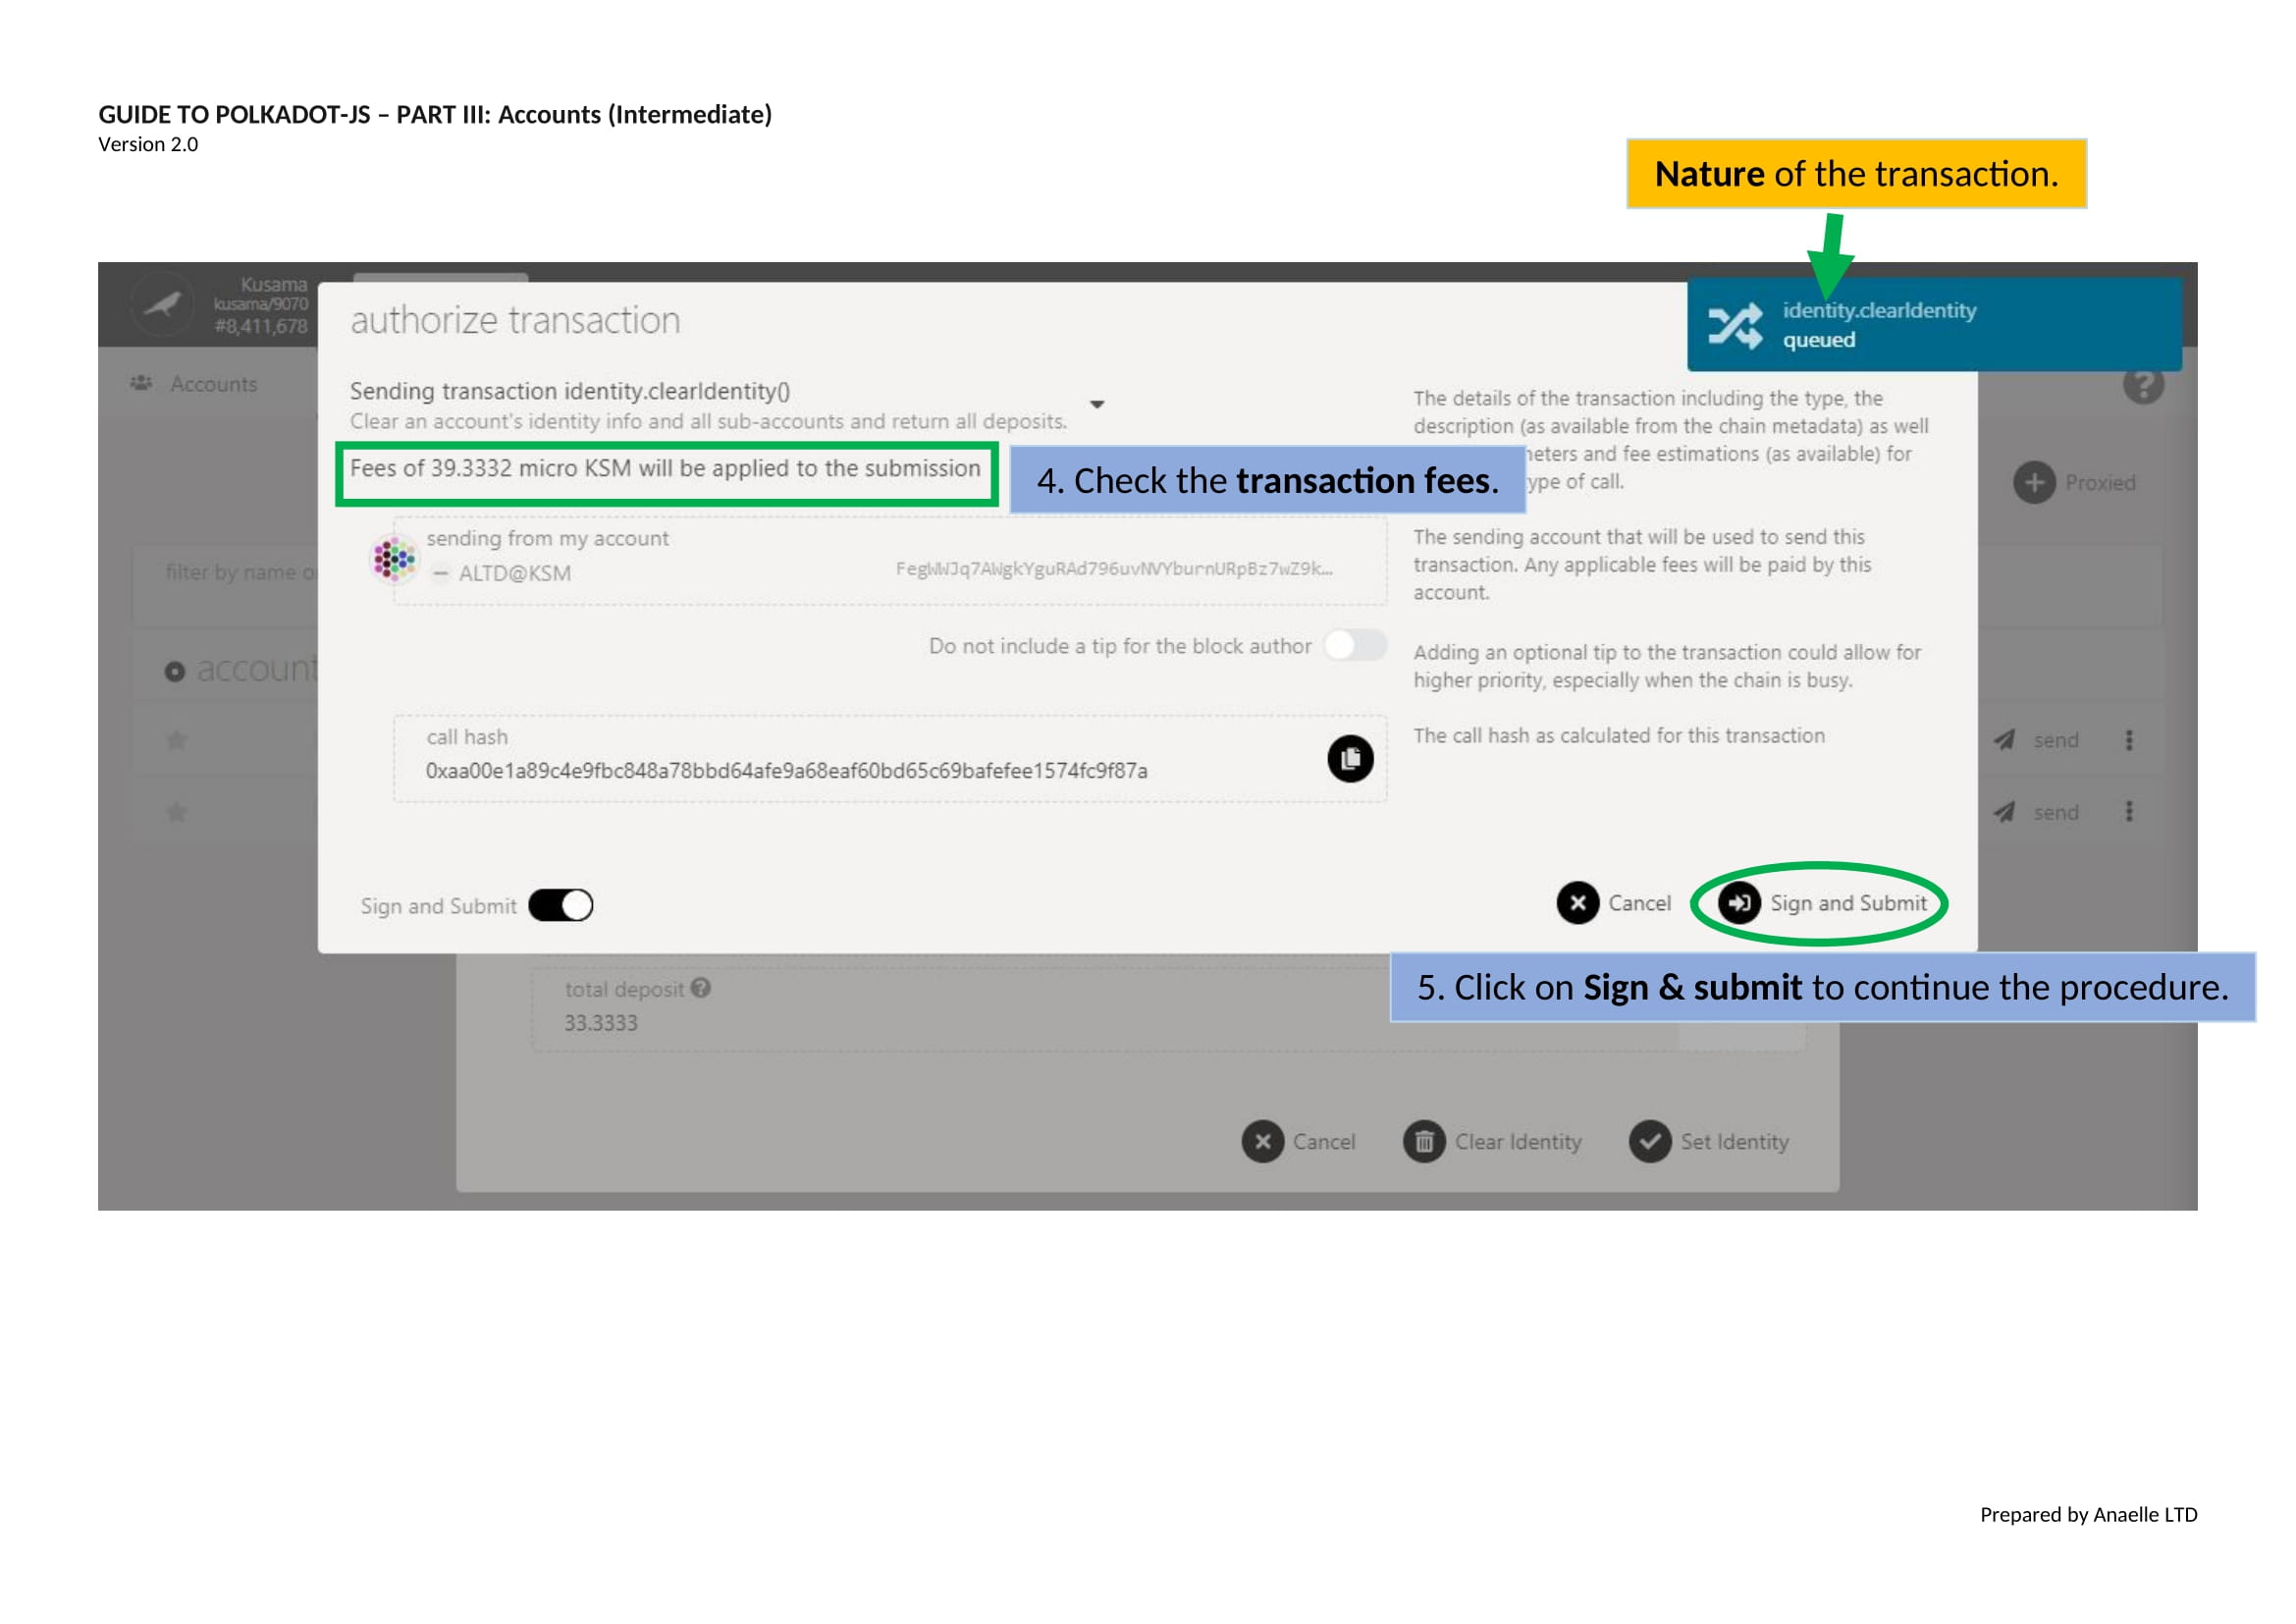 GUIDE TO POLKADOT-JS – PART III: Accounts (Intermediate)
Version 2.0
Nature of the transaction.
Kusama
kusama/9070
#8,411,678
authorize transaction
identity.clearIdentity
queued
Accounts
Sending transaction identity.clearIdentity()
Clear an account's identity info and all sub-accounts and return all deposits.
The details of the transaction including the type, the
description (as available from the chain metadata) as well
and fee estimations (as available) for
of call.
Fees of 39.3332 micro KSM will be applied to the submission
4. Check the transaction fees.
Proxied
filter by name
sending from my account
ALTD@KSM
FegWWJq7AWgkYguRAd796uvNVYburnURpBz7wZ9k...
The sending account that will be used to send this
transaction. Any applicable fees will be paid by this
account.
Do not include a tip for the block author
Adding an optional tip to the transaction could allow for
higher priority, especially when the chain is busy.
account
call hash
0xaa00e1a89c4e9fbc848a78bbd64afe9a68eaf60bd65c69bafefee1574fc9f87a
The call hash as calculated for this transaction
send
send
Sign and Submit
Cancel
Sign and Submit
5. Click on Sign & submit to continue the procedure.
total deposit
33.3333
Cancel
Clear Identity
Set Identity
Prepared by Anaelle LTD